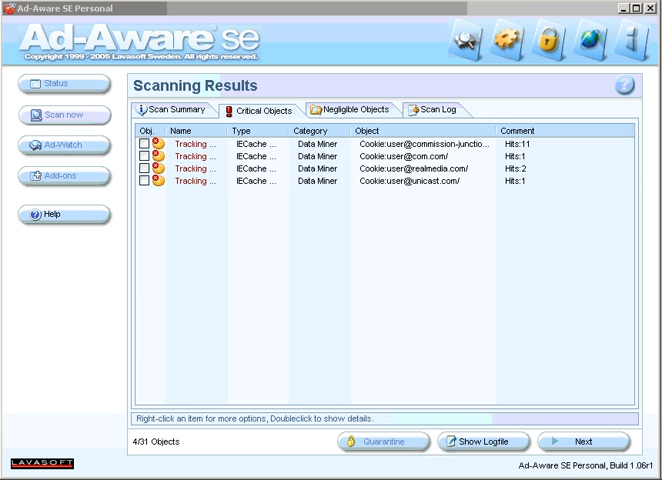 Ad-Aware SE Personal
Ad-Aware SE
Copyright 1999 - 2005 Lavasoft Sweden. All rights reserved.
Status
Scan now
Ad-Watch
Add-ons
Help
Scanning Results
Scan Summary Critical Objects Negligible Objects Scan Log
Obj. Name Type Category Object Comment
Tracking ... IECache ... Data Miner Cookie:user@commission-junctio... Hits:11
Tracking ... IECache ... Data Miner Cookie:user@com.com/ Hits:1
Tracking ... IECache ... Data Miner Cookie:user@realmedia.com/ Hits:2
Tracking ... IECache ... Data Miner Cookie:user@unicast.com/ Hits:1
Right-click an item for more options, Doubleclick to show details.
4/31 Objects Quarantine Show Logfile Next
LAVASOFT
Ad-Aware SE Personal, Build 1.06r1